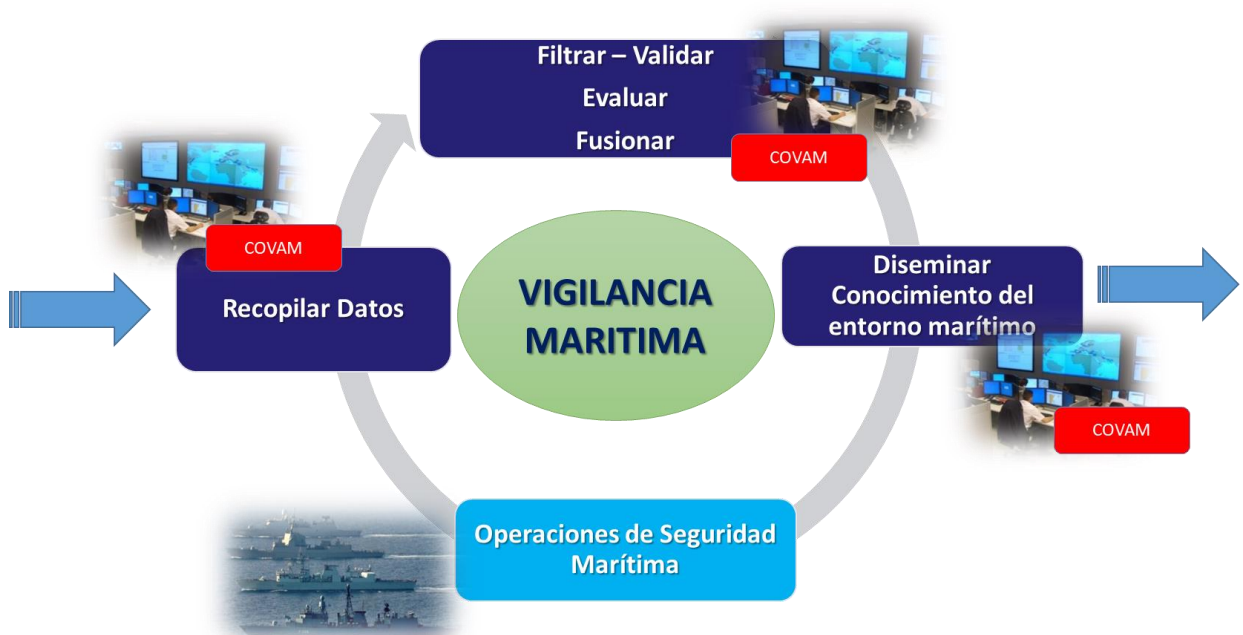 Filtrar – Validar
Evaluar
Fusionar
COVAM
COVAM
Recopilar Datos
VIGILANCIA
MARITIMA
Diseminar
Conocimiento del
entorno marítimo
COVAM
Operaciones de Seguridad
Marítima